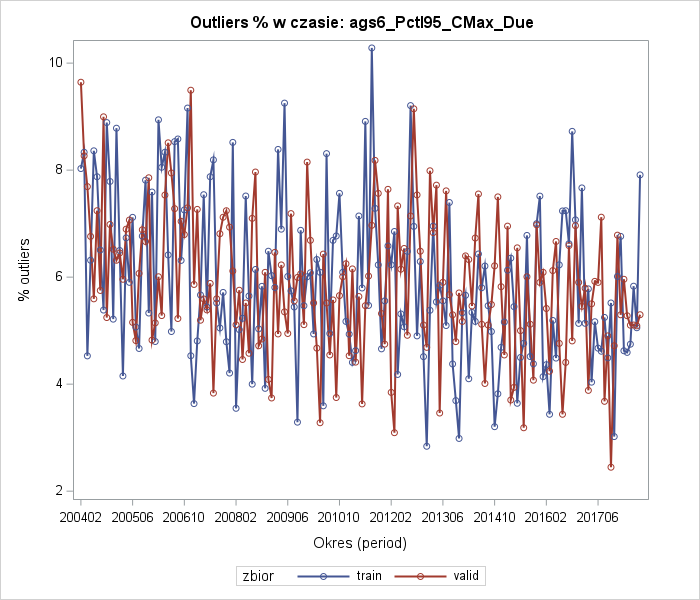 Outliers % w czasie: ags6_Pctl95_CMax_Due
% outliers
10
8
6
4
2
200402 200506 200610 200802 200906 201010 201202 201306 201410 201602 201706
Okres (period)
zbior train valid